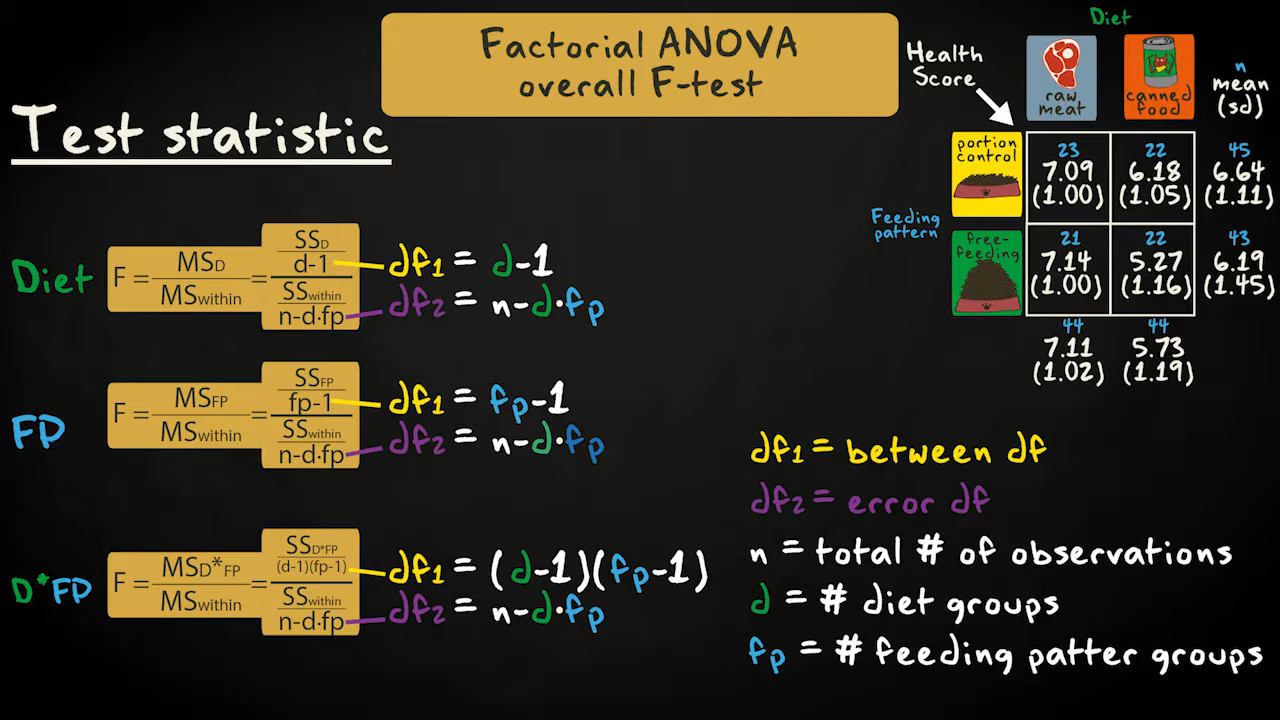 Factorial ANOVA
overall F-test
Test statistic
Diet
Health
Score
raw
meat
canned
food
n
mean
(sd)
portion
control
23
7.09
(1.00)
22
6.18
(1.05)
45
6.64
(1.11)
Feeding
pattern
free-
feeding
21
7.14
(1.00)
22
5.27
(1.16)
43
6.19
(1.45)
44
7.11
(1.02)
44
5.73
(1.19)
Diet
F = MSD / MSwithin = SSD / d-1 / SSwithin / n-d·fp
df1 = d-1
df2 = n-d·fp
FP
F = MSFP / MSwithin = SSFP / fp-1 / SSwithin / n-d·fp
df1 = fp-1
df2 = n-d·fp
D*FP
F = MSD*FP / MSwithin = SSD*FP / (d-1)(fp-1) / SSwithin / n-d·fp
df1 = (d-1)(fp-1)
df2 = n-d·fp
df1 = between df
df2 = error df
n = total # of observations
d = # diet groups
fp = # feeding patter groups